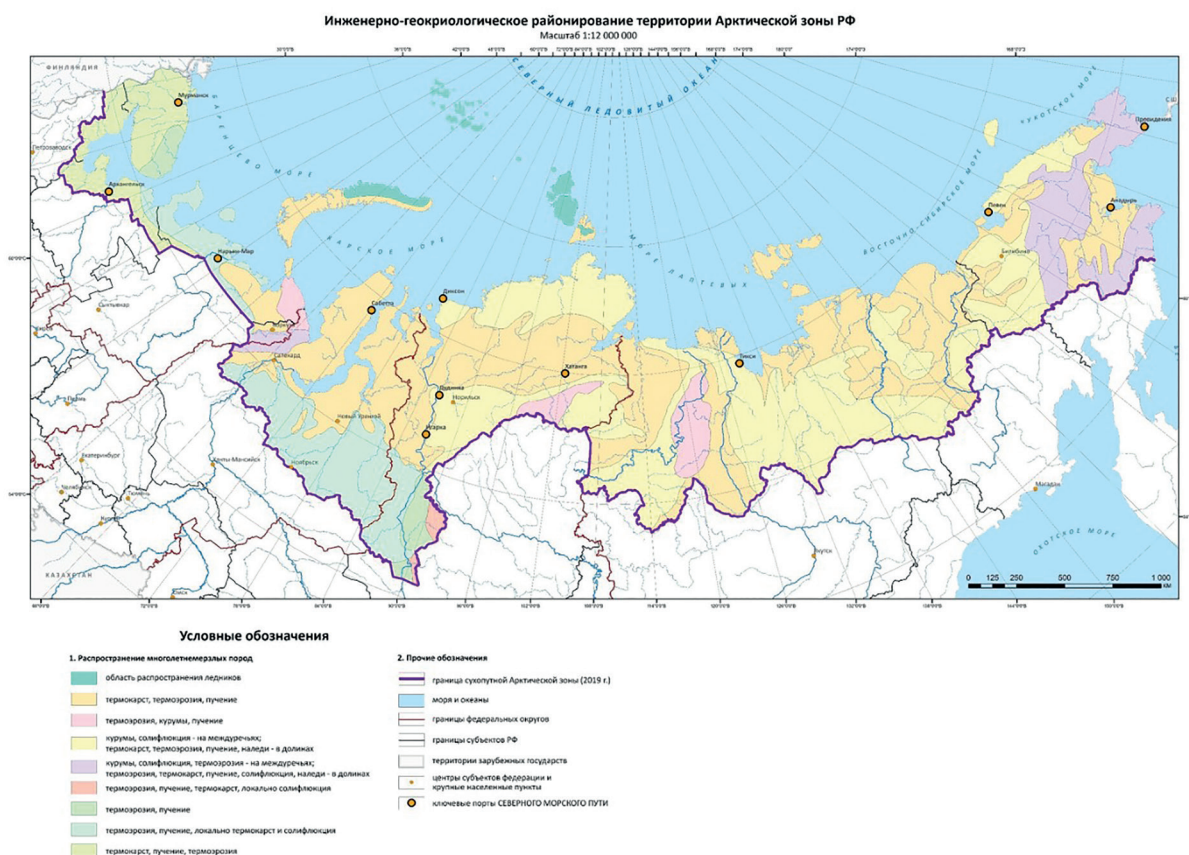 Инженерно-геокриологическое районирование территории Арктической зоны РФ
Масштаб 1:12 000 000
ФИНЛЯНДИЯ
СЕВЕРНЫЙ ЛЕДОВИТЫЙ ОКЕАН
ЧУКОТСКОЕ МОРЕ
Мурманск
Провидения
Петрозаводск
БАРЕНЦЕВО МОРЕ
Архангельск
Анадырь
Певек
КАРСКОЕ МОРЕ
МОРЕ ЛАПТЕВЫХ
ВОСТОЧНО-СИБИРСКОЕ МОРЕ
Нарьян-Мар
Билибино
Диксон
Сабетта
Сыктывкар
Салехард
Тикси
Хатанга
Дудинка
Норильск
Пермь
Новый Уренгой
Игарка
Екатеринбург
Ханты-Мансийск
Ноябрьск
Челябинск
Тюмень
Магадан
Якутск
ОХОТСКОЕ МОРЕ
КАЗАХСТАН
Омск
0 125 250 500 750 1 000
КМ
Условные обозначения
1. Распространение многолетнемерзлых пород
область распространения ледников
термокарст, термоэрозия, пучение
термоэрозия, курумы, пучение
курумы, солифлюкция - на междуречьях;
термокарст, термоэрозия, пучение, наледи - в долинах
курумы, солифлюкция, термоэрозия - на междуречьях;
термоэрозия, термокарст, пучение, солифлюкция, наледи - в долинах
термоэрозия, пучение, термокарст, локально солифлюкция
термоэрозия, пучение
термоэрозия, пучение, локально термокарст и солифлюкция
термокарст, пучение, термоэрозия
2. Прочие обозначения
граница сухопутной Арктической зоны (2019 г.)
моря и океаны
границы федеральных округов
границы субъектов РФ
территории зарубежных государств
центры субъектов федерации и
крупные населенные пункты
ключевые порты СЕВЕРНОГО МОРСКОГО ПУТИ